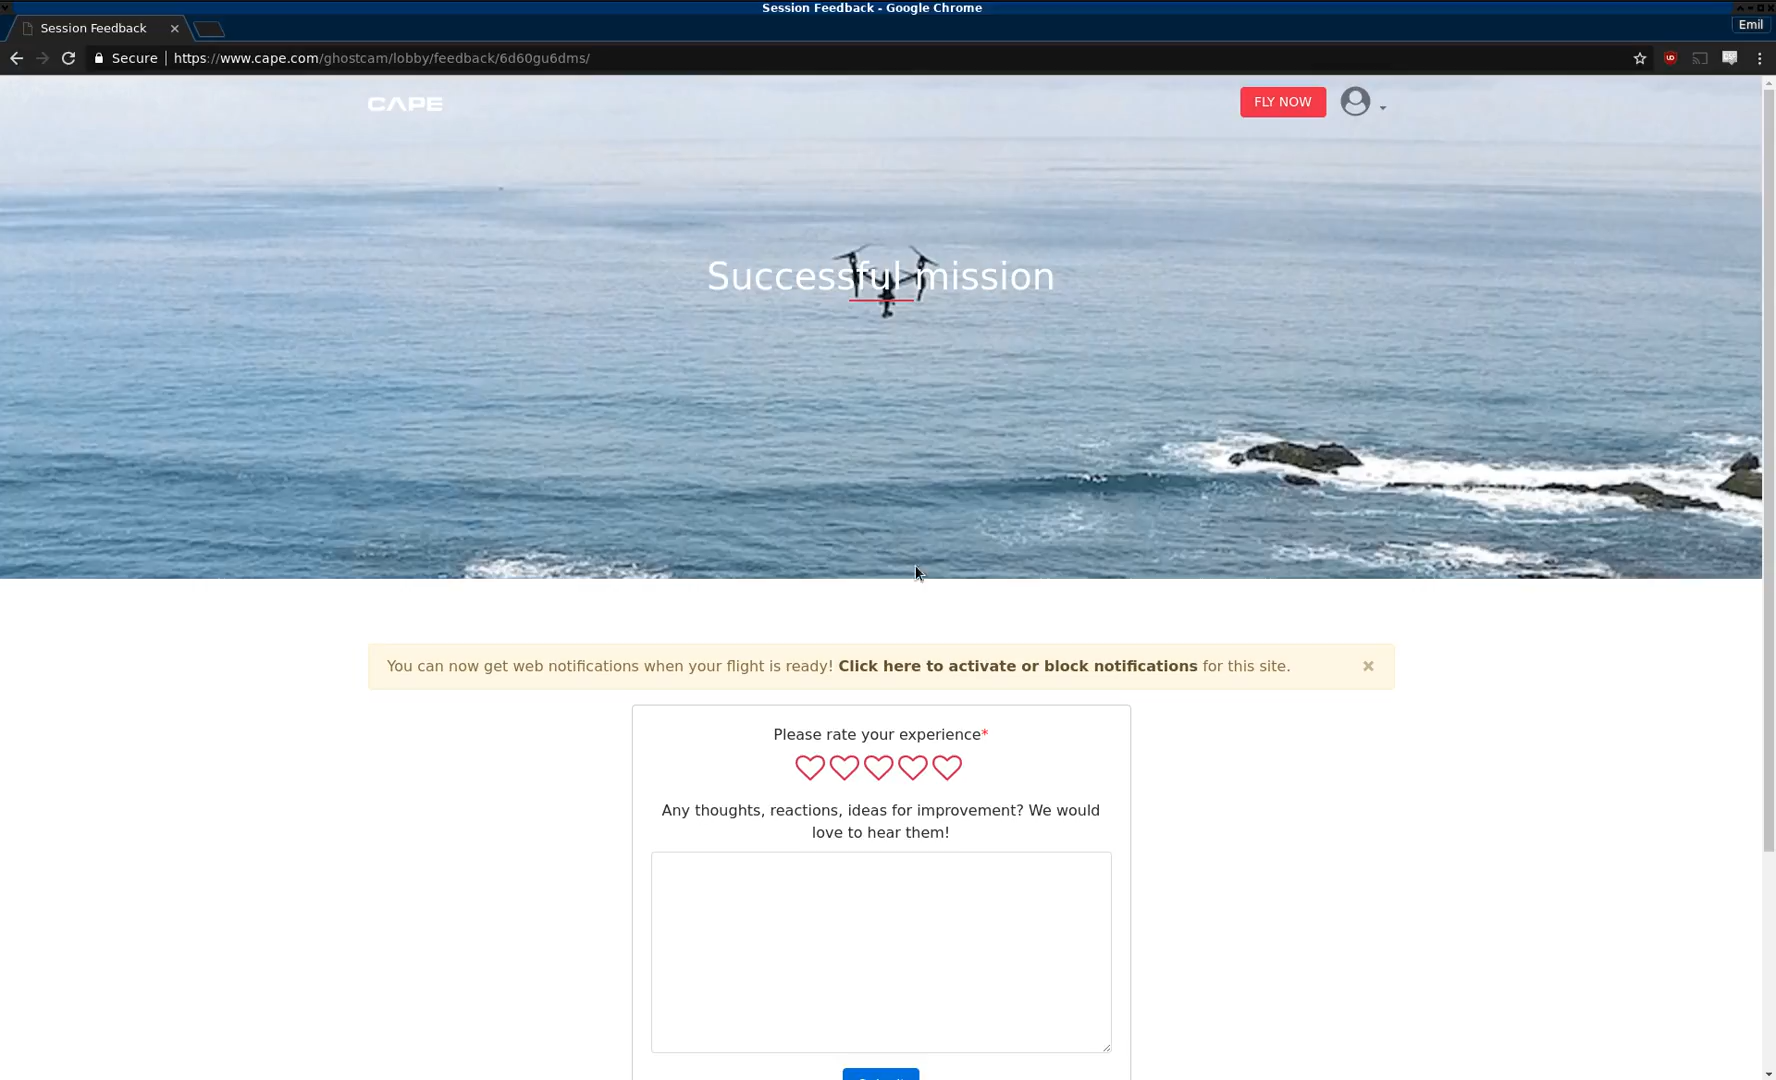 Session Feedback - Google Chrome
Session Feedback
Emil
Secure
https://www.cape.com/ghostcam/lobby/feedback/6d60gu6dms/
CAPE
FLY NOW
Successful mission
You can now get web notifications when your flight is ready! Click here to activate or block notifications for this site.
Please rate your experience*
Any thoughts, reactions, ideas for improvement? We would
love to hear them!